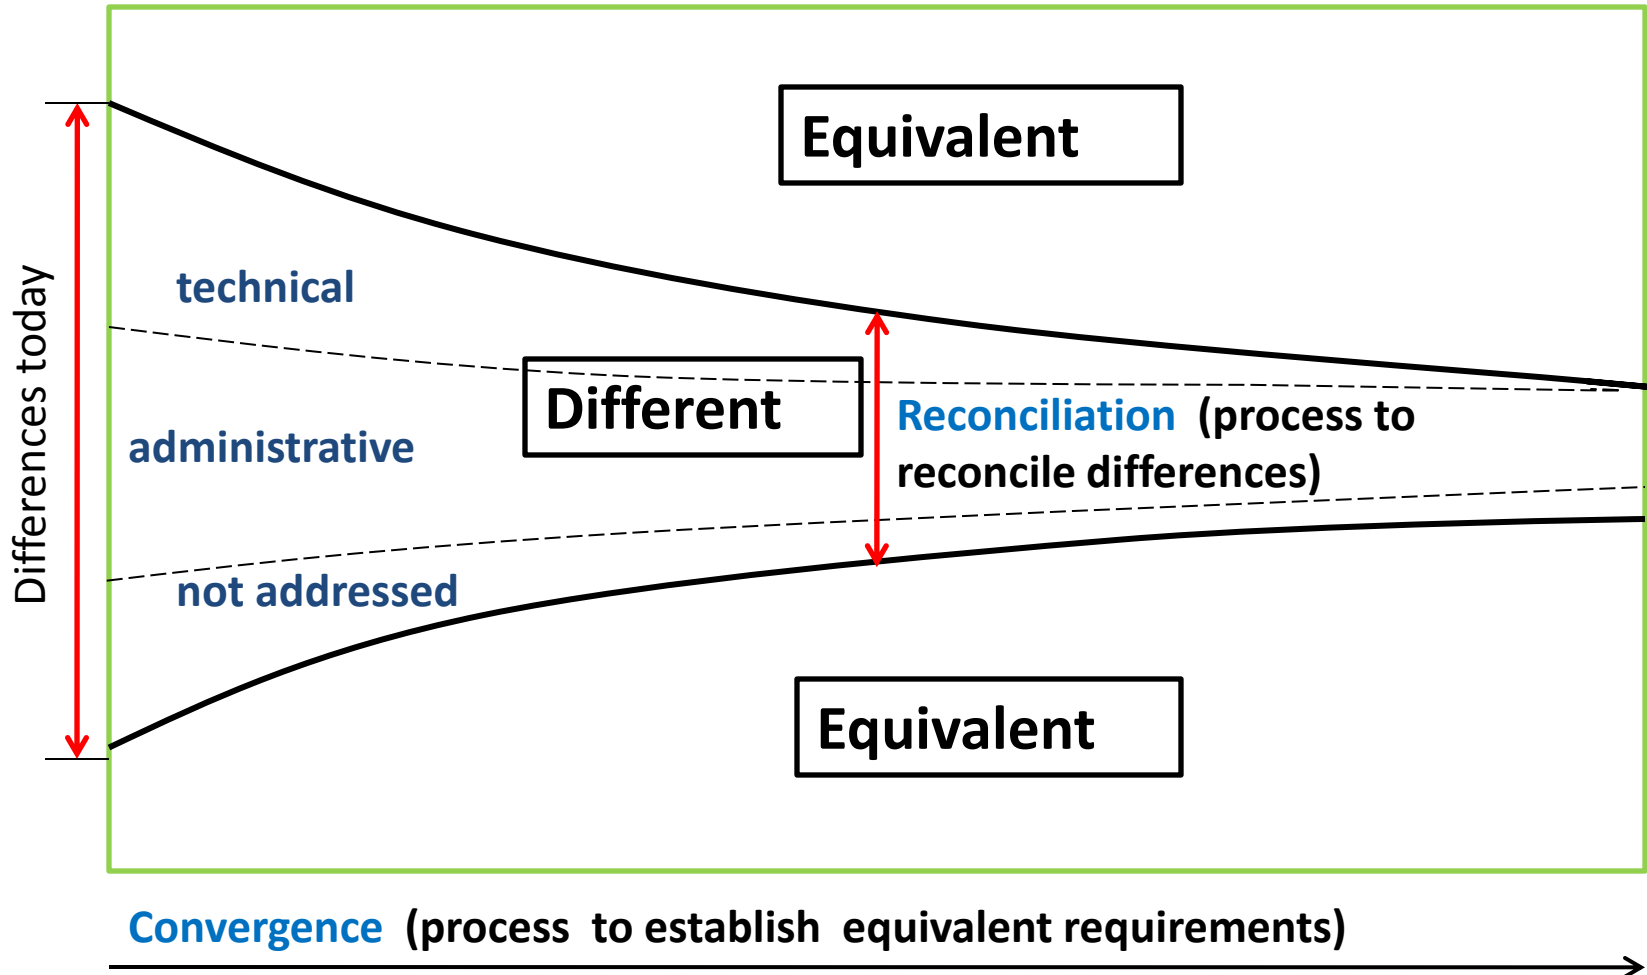 Equivalent
Differences today
technical
Different
administrative
Reconciliation (process to
reconcile differences)
not addressed
Equivalent
Convergence (process to establish equivalent requirements)